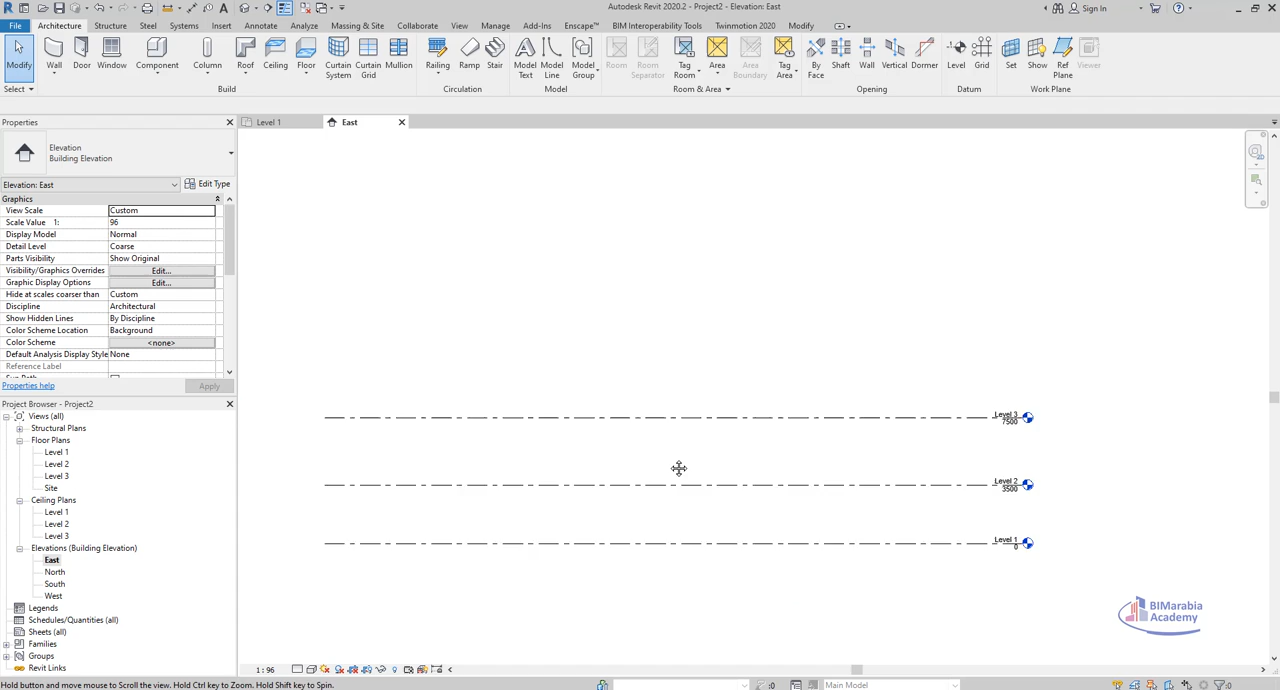 Autodesk Revit 2020.2 - Project2 - Elevation: East
Sign In
File Architecture Structure Steel Systems Insert Annotate Analyze Massing & Site Collaborate View Manage Add-Ins Enscape™ BIM Interoperability Tools Twinmotion 2020 Modify
Modify Wall Door Window Component Column Roof Ceiling Floor Curtain System Curtain Grid Mullion Railing Ramp Stair Model Text Model Line Model Group Room Room Separator Tag Room Area Area Boundary Tag Area By Face Shaft Wall Vertical Dormer Level Grid Set Show Ref Plane Viewer
Select Build Circulation Model Room & Area Opening Datum Work Plane
Properties
Level 1 East
Elevation
Building Elevation
Elevation: East Edit Type
Graphics
View Scale Custom
Scale Value 1: 96
Display Model Normal
Detail Level Coarse
Parts Visibility Show Original
Visibility/Graphics Overrides Edit...
Graphic Display Options Edit...
Hide at scales coarser than Custom
Discipline Architectural
Show Hidden Lines By Discipline
Color Scheme Location Background
Color Scheme <none>
Default Analysis Display Style None
Reference Label
Properties help Apply
Project Browser - Project2
Views (all)
Structural Plans
Floor Plans
Level 1
Level 2
Level 3
Site
Ceiling Plans
Level 1
Level 2
Level 3
Elevations (Building Elevation)
East
North
South
West
Legends
Schedules/Quantities (all)
Sheets (all)
Families
Groups
Revit Links
Level 3
7500
Level 2
3500
Level 1
0
BIMarabia
Academy
1 : 96
Hold button and move mouse to Scroll the view. Hold Ctrl key to Zoom. Hold Shift key to Spin.
:0 Main Model :0